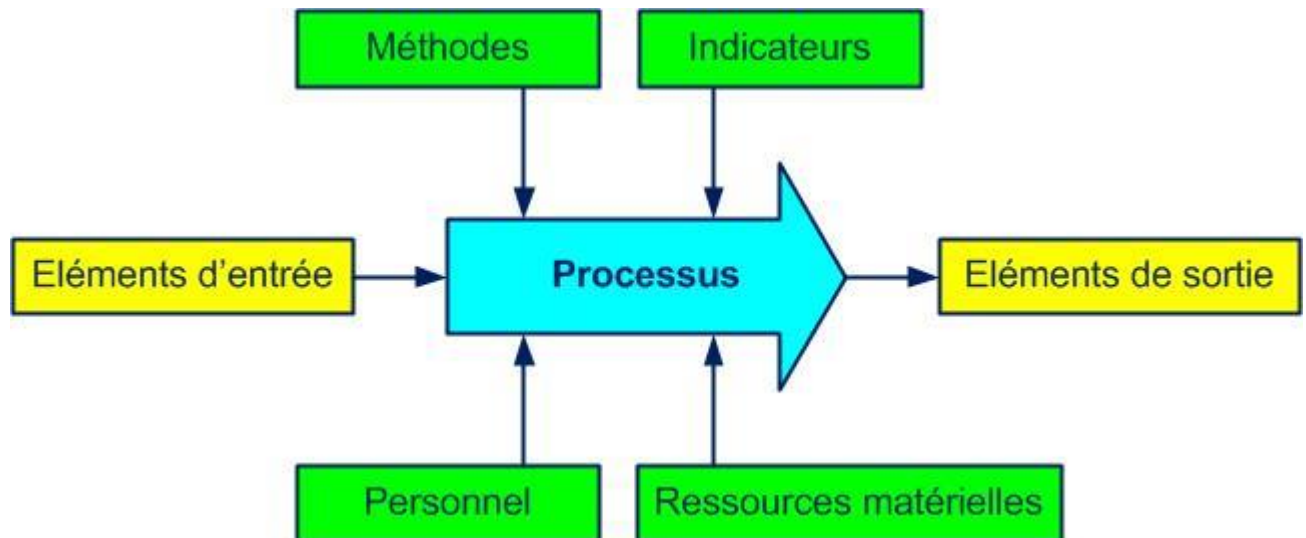 Méthodes
Indicateurs
Eléments d'entrée
Processus
Eléments de sortie
Personnel
Ressources matérielles